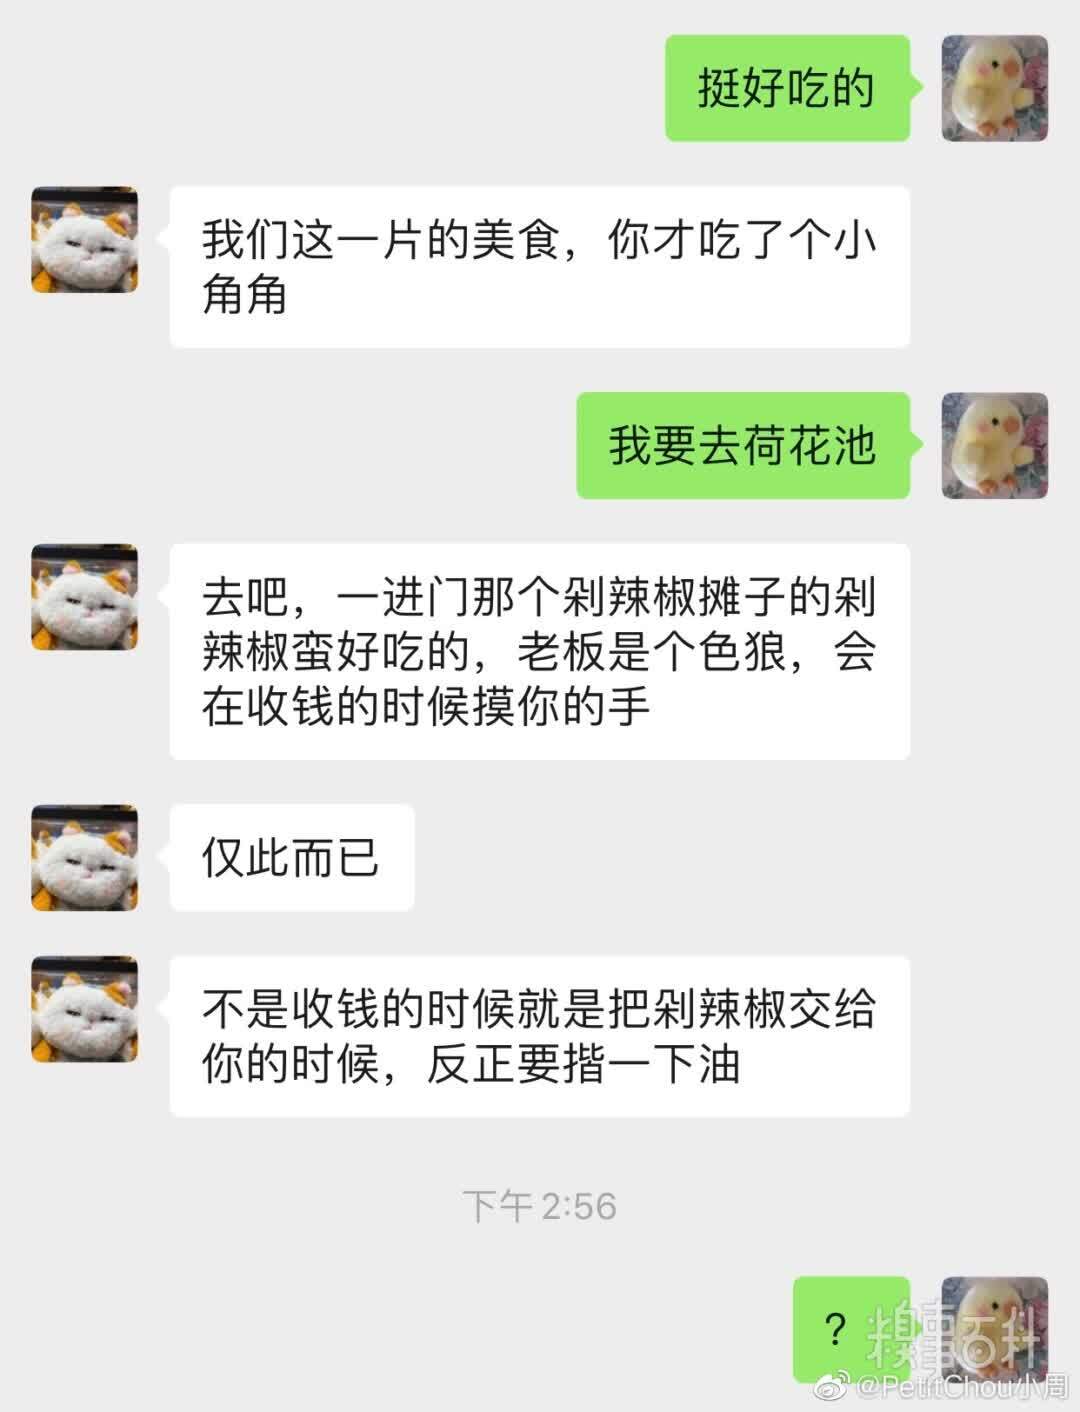 挺好吃的
我们这一片的美食，你才吃了个小
角角
我要去荷花池
去吧，一进门那个剁辣椒摊子的剁
辣椒蛮好吃的，老板是个色狼，会
在收钱的时候摸你的手
仅此而已
不是收钱的时候就是把剁辣椒交给
你的时候，反正要揩一下油
下午 2:56
？
糗事百科
@PetitChou小周